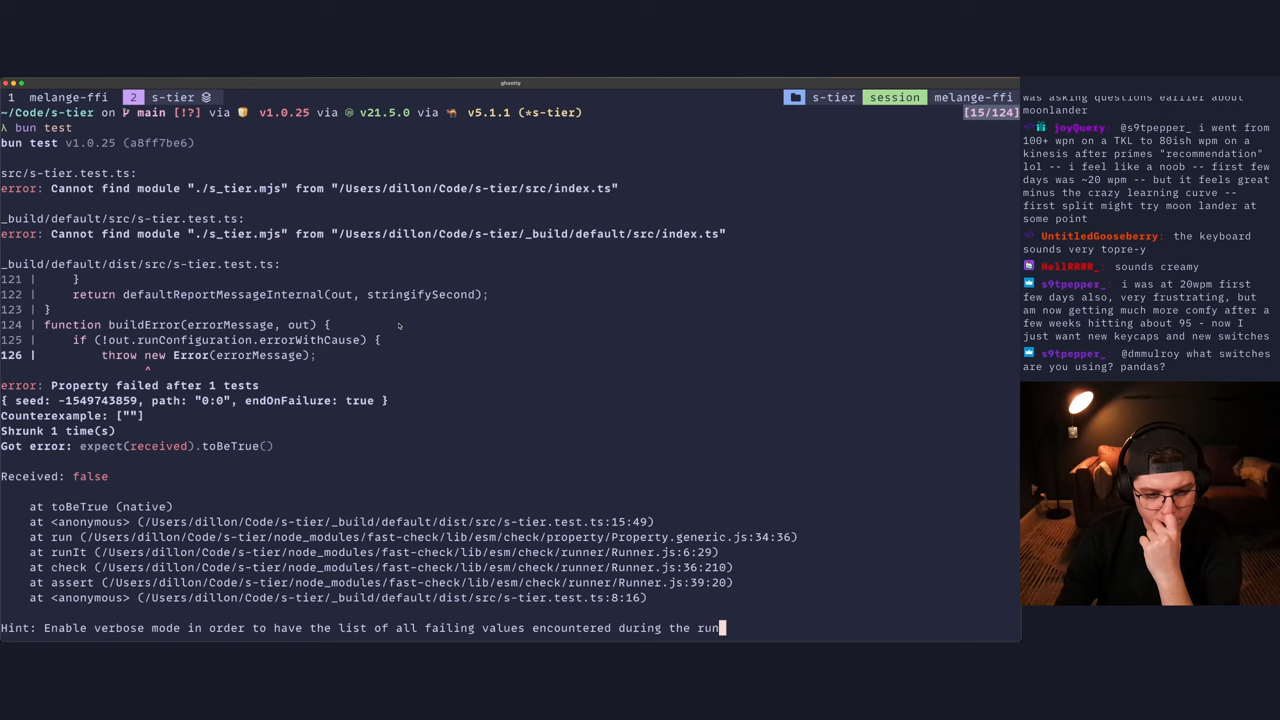 ghostty
1 melange-ffi 2 s-tier s-tier session melange-ffi
~/Code/s-tier on main [!?] via v1.0.25 via v21.5.0 via v5.1.1 (*s-tier) [15/124]
λ bun test
bun test v1.0.25 (a8ff7be6)
src/s-tier.test.ts:
error: Cannot find module "./s_tier.mjs" from "/Users/dillon/Code/s-tier/src/index.ts"
_build/default/src/s-tier.test.ts:
error: Cannot find module "./s_tier.mjs" from "/Users/dillon/Code/s-tier/_build/default/src/index.ts"
_build/default/dist/src/s-tier.test.ts:
121 | }
122 | return defaultReportMessageInternal(out, stringifySecond);
123 | }
124 | function buildError(errorMessage, out) {
125 | if (!out.runConfiguration.errorWithCause) {
126 | throw new Error(errorMessage);
^
error: Property failed after 1 tests
{ seed: -1549743859, path: "0:0", endOnFailure: true }
Counterexample: [""]
Shrunk 1 time(s)
Got error: expect(received).toBeTrue()
Received: false
at toBeTrue (native)
at <anonymous> (/Users/dillon/Code/s-tier/_build/default/dist/src/s-tier.test.ts:15:49)
at run (/Users/dillon/Code/s-tier/node_modules/fast-check/lib/esm/check/property/Property.generic.js:34:36)
at runIt (/Users/dillon/Code/s-tier/node_modules/fast-check/lib/esm/check/runner/Runner.js:6:29)
at check (/Users/dillon/Code/s-tier/node_modules/fast-check/lib/esm/check/runner/Runner.js:36:210)
at assert (/Users/dillon/Code/s-tier/node_modules/fast-check/lib/esm/check/runner/Runner.js:39:20)
at <anonymous> (/Users/dillon/Code/s-tier/_build/default/dist/src/s-tier.test.ts:8:16)
Hint: Enable verbose mode in order to have the list of all failing values encountered during the run
was asking questions earlier about
moonlander
joyQuery: @s9tpepper_ i went from
100+ wpn on a TKL to 80ish wpm on a
kinesis after primes "recommendation"
lol -- i feel like a noob -- first few
days was ~20 wpm -- but it feels great
minus the crazy learning curve --
first split might try moon lander at
some point
UntitledGooseberry: the keyboard
sounds very topre-y
HellRRRR_: sounds creamy
s9tpepper_: i was at 20wpm first
few days also, very frustrating, but
am now getting much more comfy after a
few weeks hitting about 95 - now I
just want new keycaps and new switches
s9tpepper_: @dmmulroy what switches
are you using? pandas?